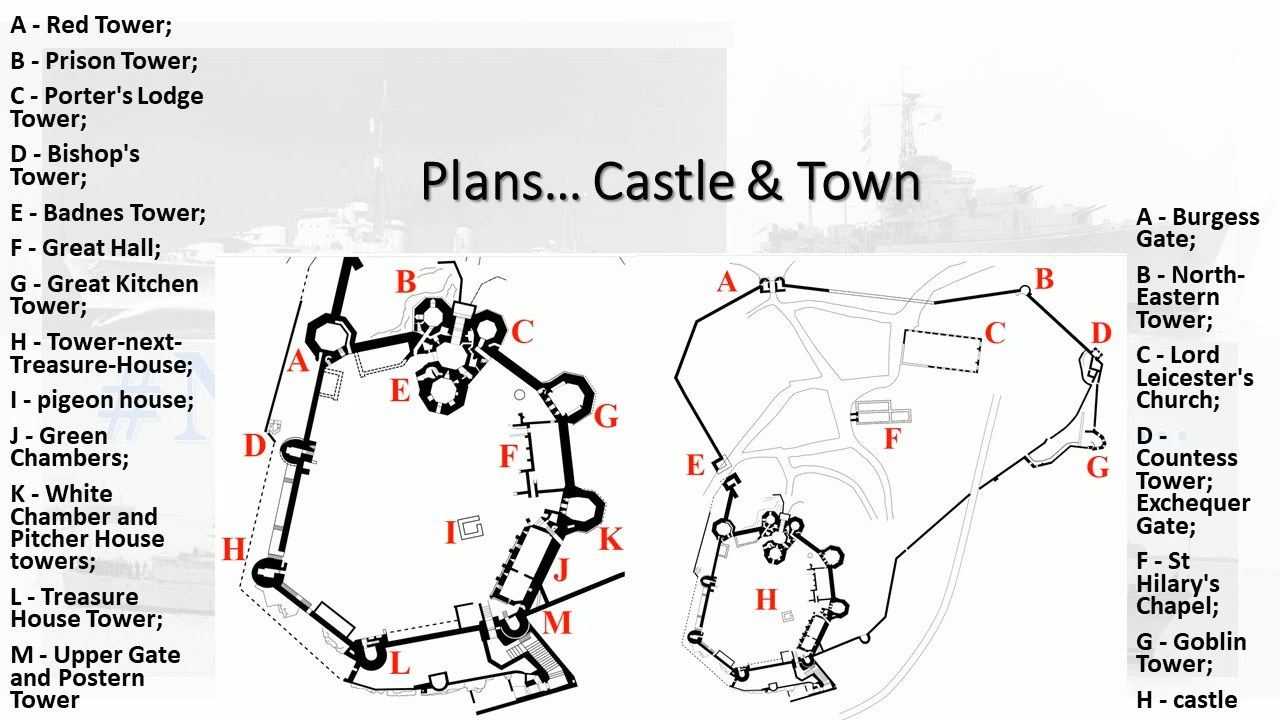 A - Red Tower;
B - Prison Tower;
C - Porter's Lodge
Tower;
D - Bishop's
Tower;
E - Badnes Tower;
F - Great Hall;
G - Great Kitchen
Tower;
H - Tower-next-
Treasure-House;
I - pigeon house;
J - Green
Chambers;
K - White
Chamber and
Pitcher House
towers;
L - Treasure
House Tower;
M - Upper Gate
and Postern
Tower
Plans... Castle & Town
A
B
C
D
E
F
G
H
I
J
K
L
M
A
B
C
D
E
F
G
H
A - Burgess
Gate;
B - North-
Eastern
Tower;
C - Lord
Leicester's
Church;
D -
Countess
Tower;
Exchequer
Gate;
F - St
Hilary's
Chapel;
G - Goblin
Tower;
H - castle